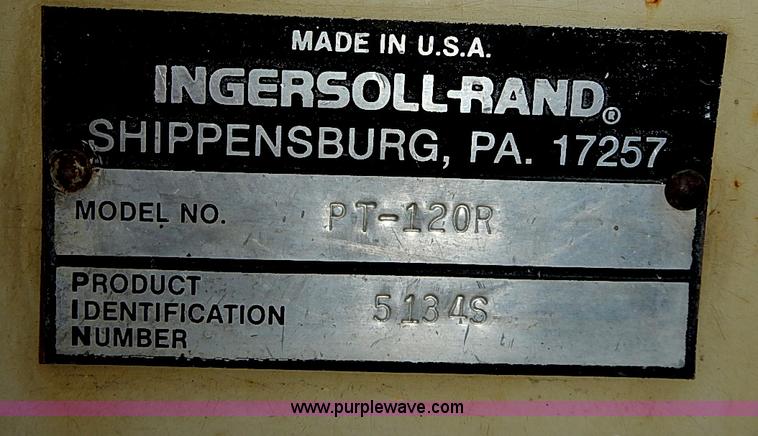 MADE IN U.S.A.
INGERSOLL-RAND®
SHIPPENSBURG, PA. 17257
MODEL NO. PT-120R
PRODUCT
IDENTIFICATION 5134S
NUMBER
www.purplewave.com